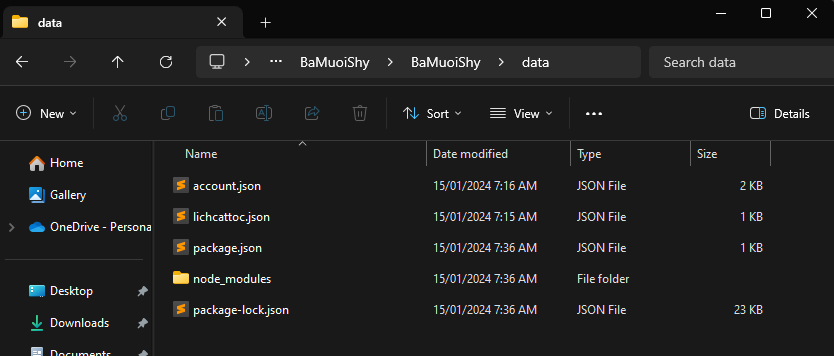 data
BaMuoiShy BaMuoiShy data Search data
New Sort View Details
Name Date modified Type Size
Home
Gallery
OneDrive - Persona
Desktop
Downloads
Documents
account.json 15/01/2024 7:16 AM JSON File 2 KB
lichcattoc.json 15/01/2024 7:15 AM JSON File 1 KB
package.json 15/01/2024 7:36 AM JSON File 1 KB
node_modules 15/01/2024 7:36 AM File folder
package-lock.json 15/01/2024 7:36 AM JSON File 23 KB